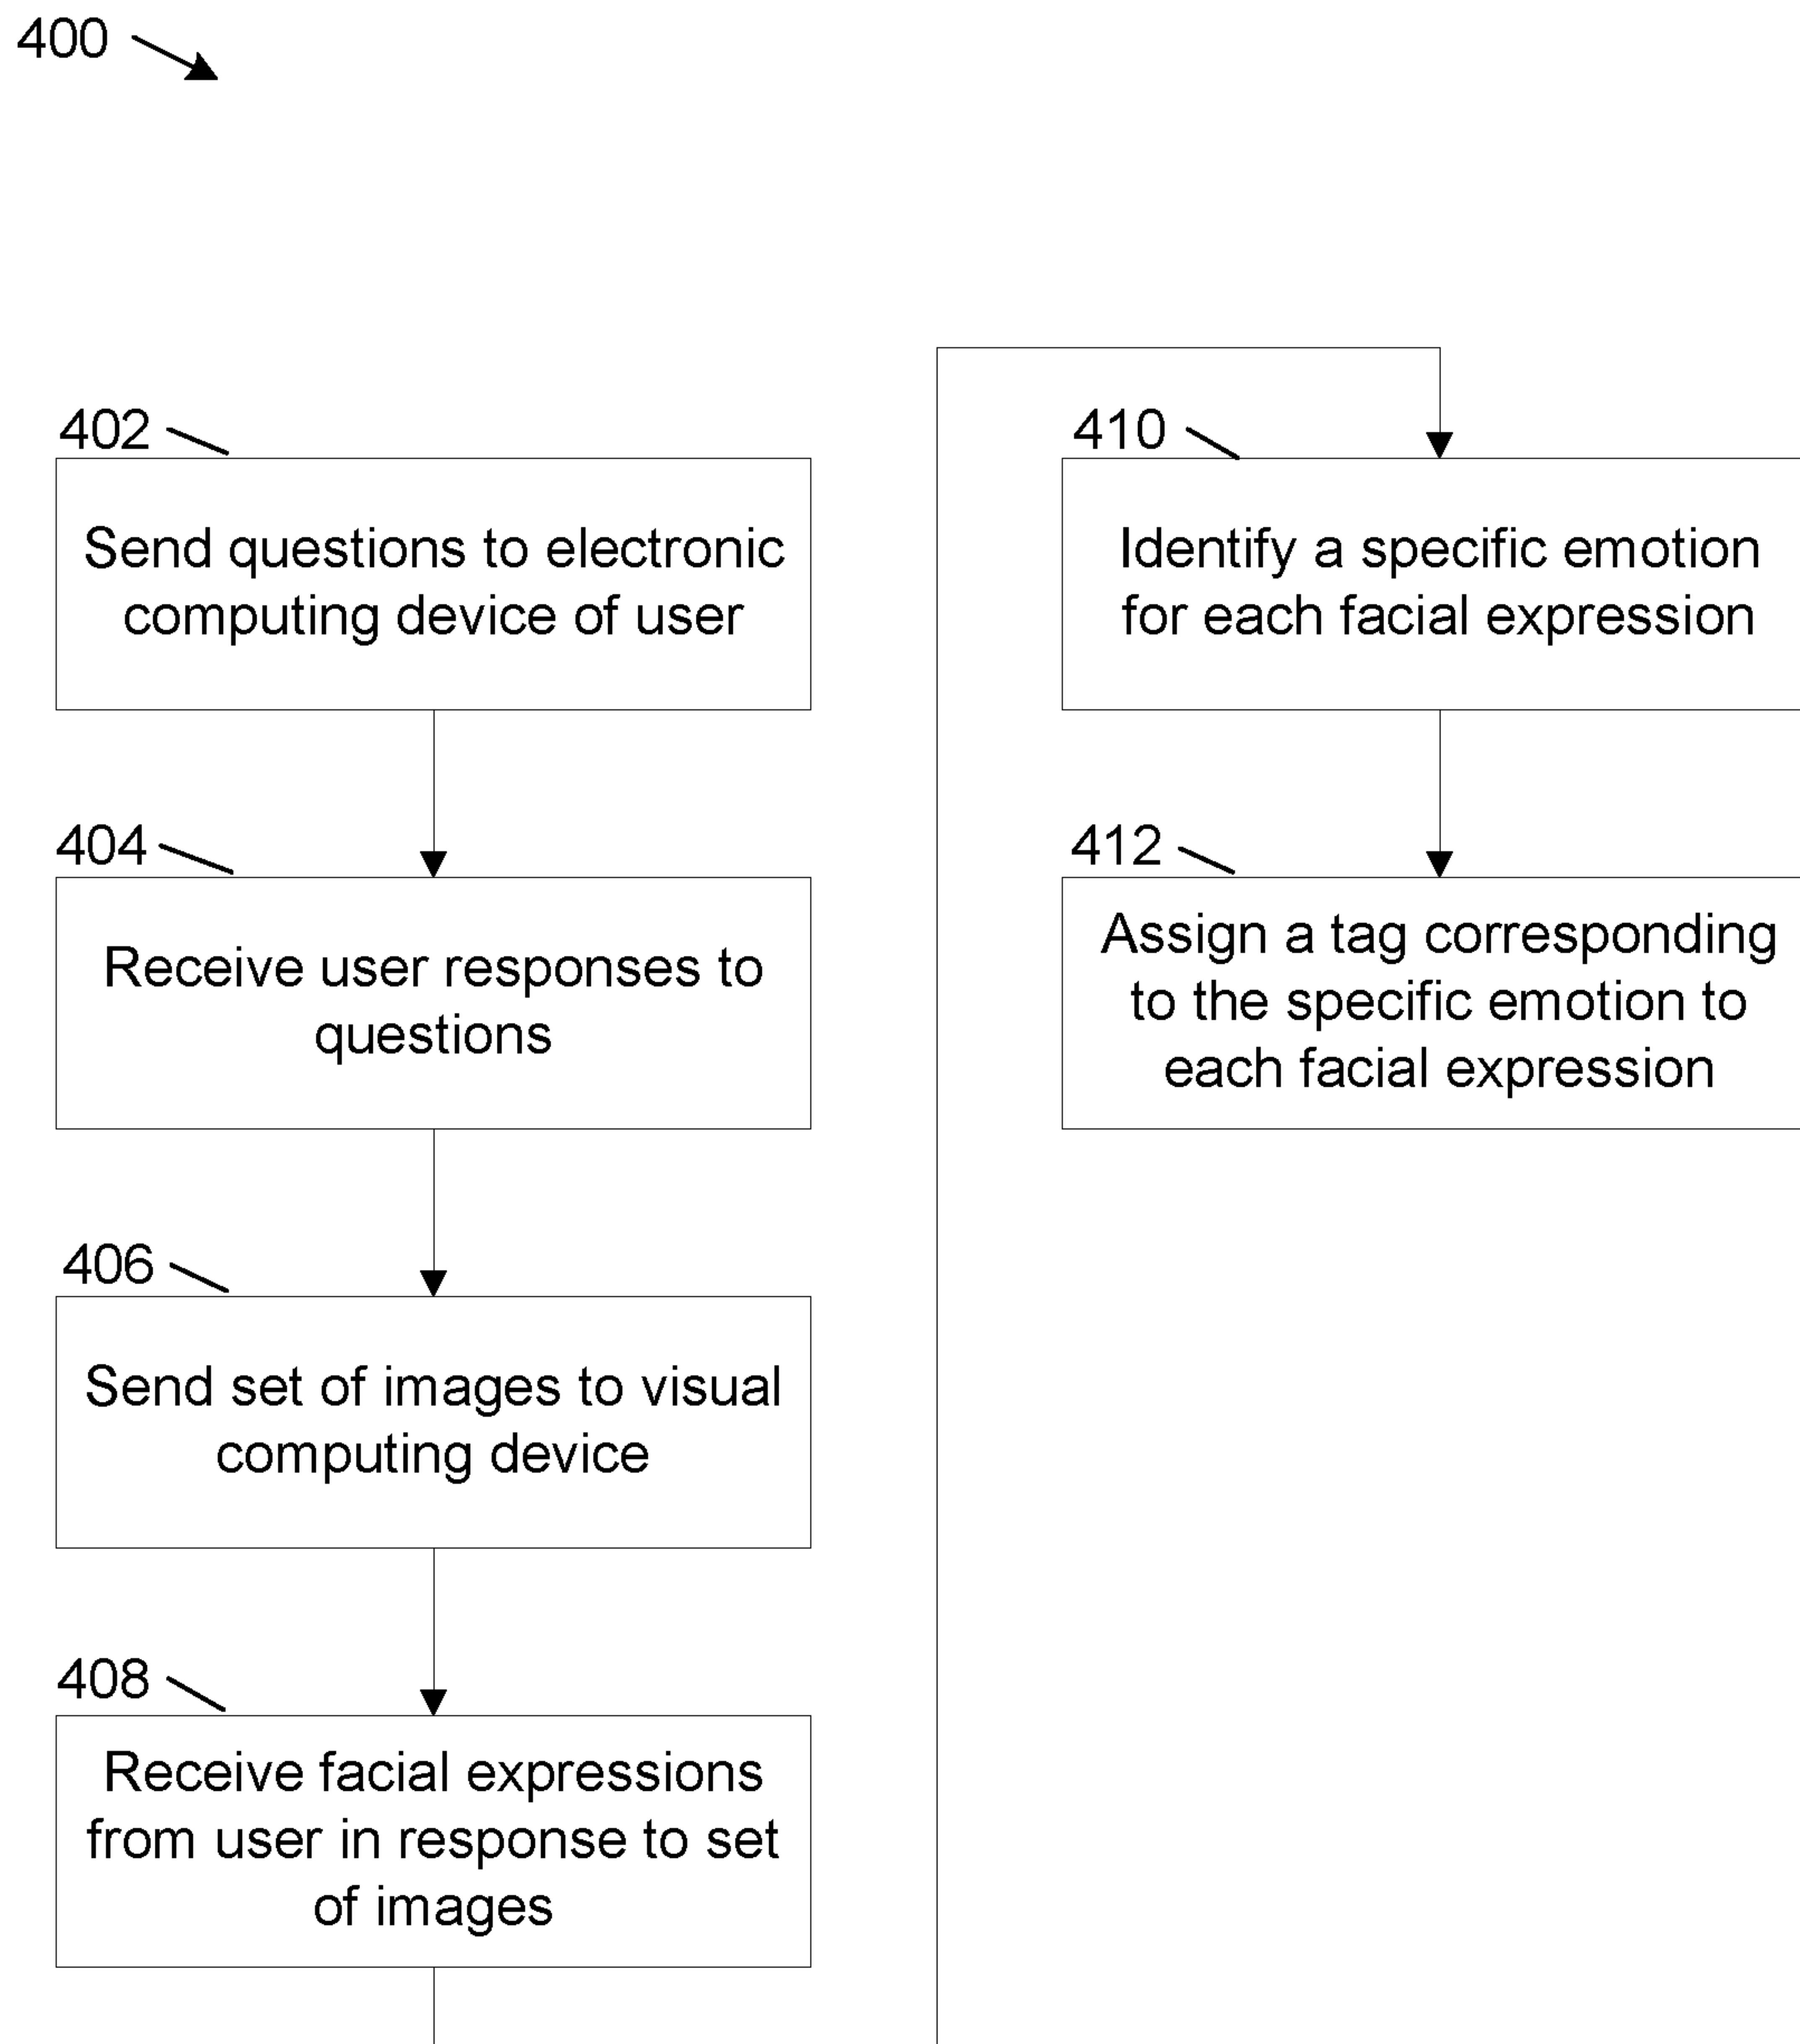 400
402
Send questions to electronic
computing device of user
404
Receive user responses to
questions
406
Send set of images to visual
computing device
408
Receive facial expressions
from user in response to set
of images
410
Identify a specific emotion
for each facial expression
412
Assign a tag corresponding
to the specific emotion to
each facial expression